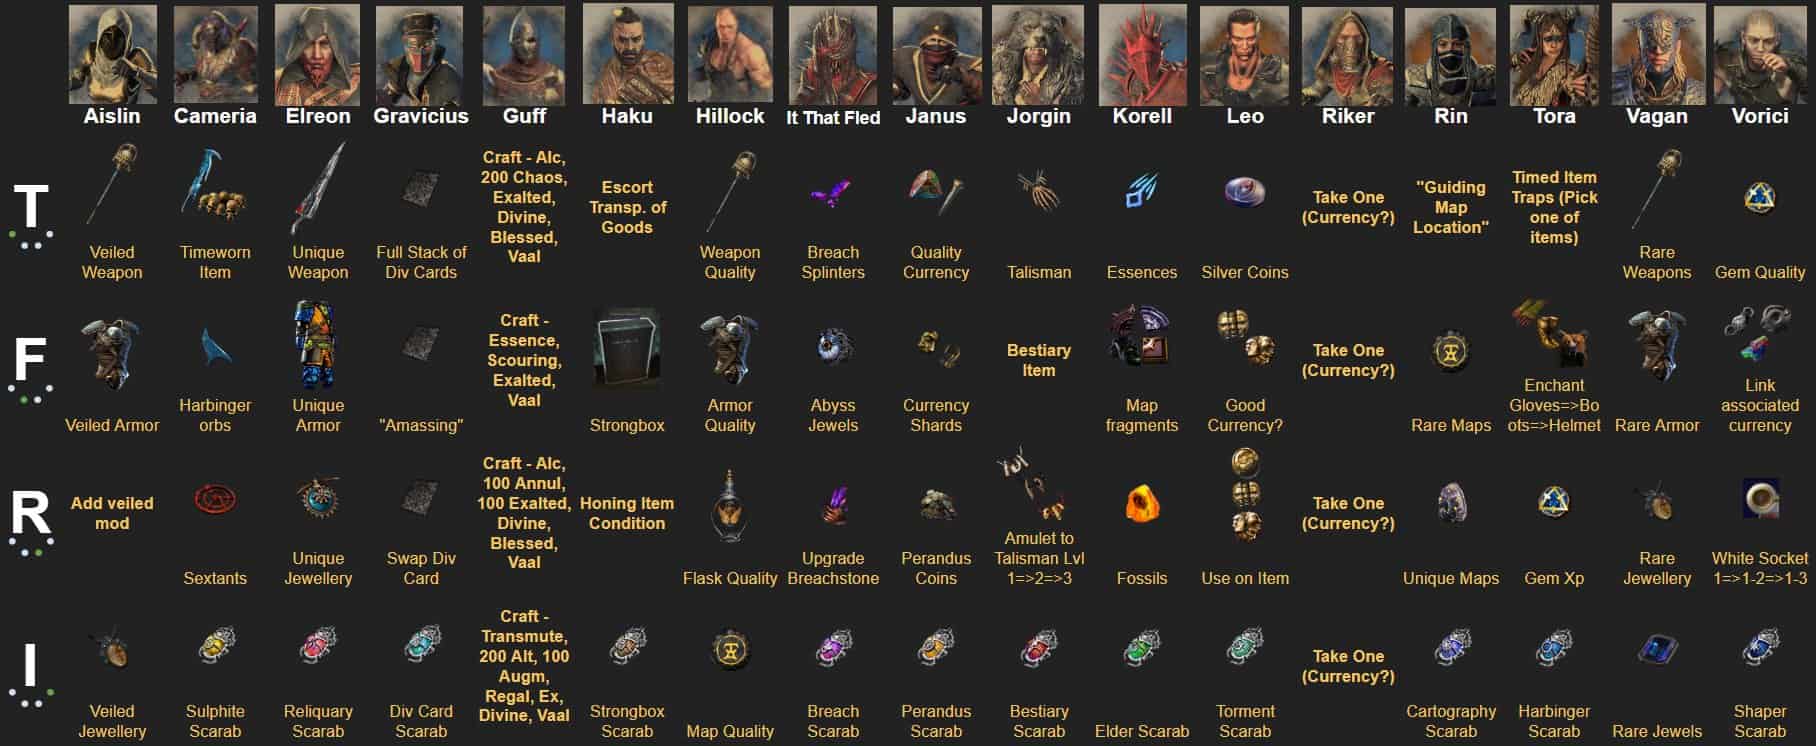 Aislin
Cameria
Elreon
Gravicius
Guff
Haku
Hillock
It That Fled
Janus
Jorgin
Korell
Leo
Riker
Rin
Tora
Vagan
Vorici
T
Veiled
Weapon
Timeworn
Item
Unique
Weapon
Full Stack of
Div Cards
Craft - Alc,
200 Chaos,
Exalted,
Divine,
Blessed,
Vaal
Escort
Transp. of
Goods
Weapon
Quality
Breach
Splinters
Quality
Currency
Talisman
Essences
Silver Coins
Take One
(Currency?)
"Guiding
Map
Location"
Timed Item
Traps (Pick
one of
items)
Rare
Weapons
Gem Quality
F
Veiled Armor
Harbinger
orbs
Unique
Armor
"Amassing"
Craft -
Essence,
Scouring,
Exalted,
Vaal
Strongbox
Armor
Quality
Abyss
Jewels
Currency
Shards
Bestiary
Item
Map
fragments
Good
Currency?
Take One
(Currency?)
Rare Maps
Enchant
Gloves=>Bo
ots=>Helmet
Rare Armor
Link
associated
currency
R
Add veiled
mod
Sextants
Unique
Jewellery
Swap Div
Card
Craft - Alc,
100 Annul,
100 Exalted,
Divine,
Blessed,
Vaal
Honing Item
Condition
Flask Quality
Upgrade
Breachstone
Perandus
Coins
Amulet to
Talisman Lvl
1=>2=>3
Fossils
Use on Item
Take One
(Currency?)
Unique Maps
Gem Xp
Rare
Jewellery
White Socket
1=>1-2=>1-3
I
Veiled
Jewellery
Sulphite
Scarab
Reliquary
Scarab
Div Card
Scarab
Craft -
Transmute,
200 Alt, 100
Augm,
Regal, Ex,
Divine, Vaal
Strongbox
Scarab
Map Quality
Breach
Scarab
Perandus
Scarab
Bestiary
Scarab
Elder Scarab
Torment
Scarab
Take One
(Currency?)
Cartography
Scarab
Harbinger
Scarab
Rare Jewels
Shaper
Scarab